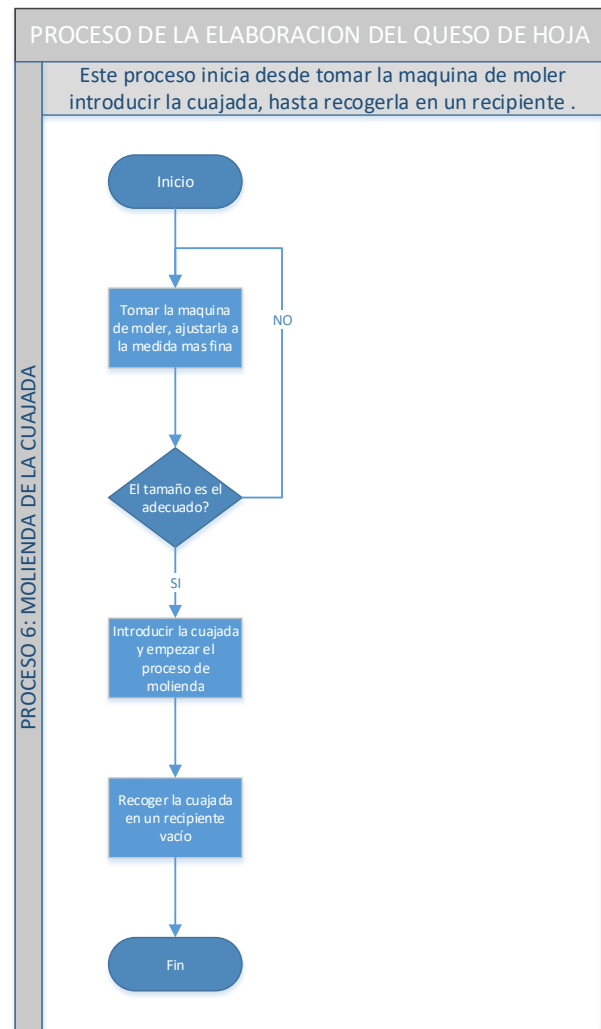 PROCESO DE LA ELABORACION DEL QUESO DE HOJA
Este proceso inicia desde tomar la maquina de moler
introducir la cuajada, hasta recogerla en un recipiente .
PROCESO 6: MOLIENDA DE LA CUAJADA
Inicio
Tomar la maquina
de moler, ajustarla a
la medida mas fina
NO
El tamaño es el
adecuado?
SI
Introducir la cuajada
y empezar el
proceso de
molienda
Recoger la cuajada
en un recipiente
vacío
Fin